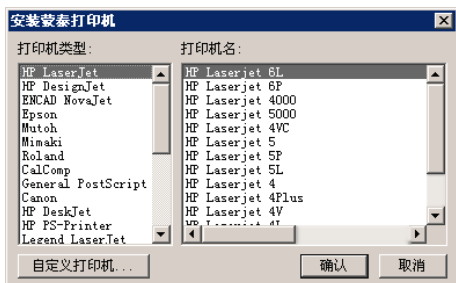 安装蒙泰打印机
打印机类型:
HP LaserJet
HP DesignJet
ENCAD NovaJet
Epson
Mutoh
Mimaki
Roland
CalComp
General PostScript
Canon
HP DeskJet
HP PS-Printer
Legend LaserJet
打印机名:
HP Laserjet 6L
HP Laserjet 6P
HP Laserjet 4000
HP Laserjet 5000
HP Laserjet 4VC
HP Laserjet 5
HP Laserjet 5P
HP Laserjet 5L
HP Laserjet 4
HP Laserjet 4Plus
HP Laserjet 4V
HP Laserjet 4L
自定义打印机...
确认
取消